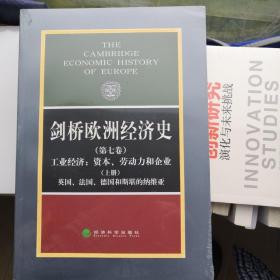 THE
CAMBRIDGE
ECONOMIC HISTORY
OF EUROPE
剑桥欧洲经济史
（第七卷）
工业经济：资本、劳动力和企业
（上册）
英国、法国、德国和斯堪的纳维亚
经济科学出版社
创新研究
演化与未来挑战
INNOVATION
STUDIES